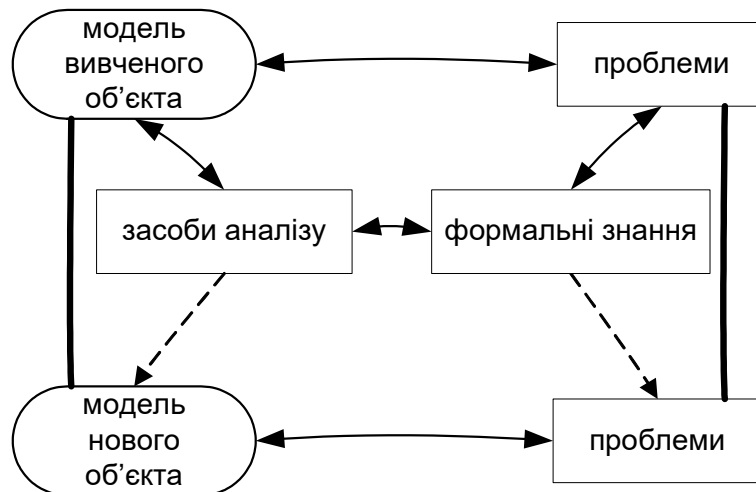 модель
вивченого
об’єкта
проблеми
засоби аналізу
формальні знання
модель
нового
об’єкта
проблеми